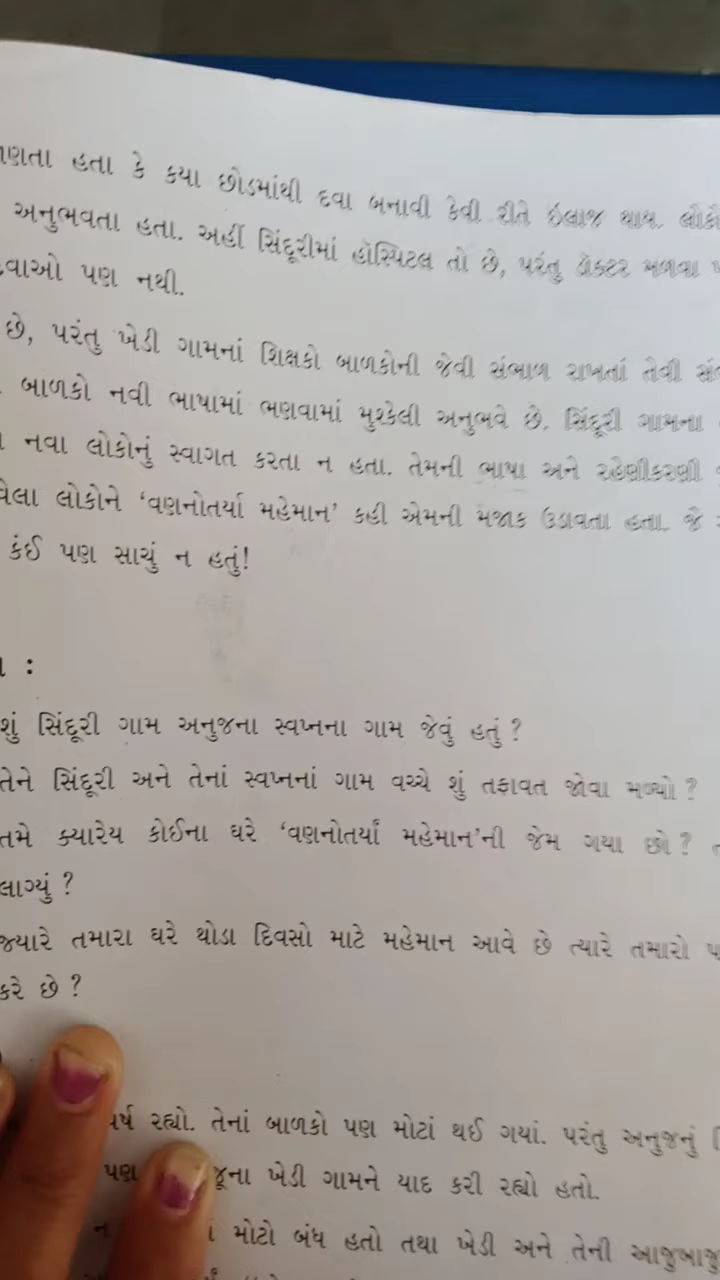 હતા કે કયા છોડમાંથી દવા બનાવી કેવી રીતે ઇલાજ થાય. લોકો
અનુભવતા હતા. અહીં સિંદૂરીમાં હૉસ્પિટલ તો છે, પરંતુ ડૉક્ટર મળવા
પણ નથી.
છે, પરંતુ ખેડી ગામનાં શિક્ષકો બાળકોની જેવી સંભાળ રાખતાં તેવી
બાળકો નવી ભાષામાં ભણવામાં મુશ્કેલી અનુભવે છે. સિંદૂરી ગામના
નવા લોકોનું સ્વાગત કરતા ન હતા. તેમની ભાષા અને રહેણીકરણી
લોકોને ‘વણનોતર્યા મહેમાન’ કહી એમની મજાક ઉડાવતા હતા. જે
કંઈ પણ સાચું ન હતું!
:
શું સિંદૂરી ગામ અનુજના સ્વપ્નના ગામ જેવું હતું ?
તેને સિંદૂરી અને તેનાં સ્વપ્નનાં ગામ વચ્ચે શું તફાવત જોવા મળ્યો ?
તમે ક્યારેય કોઈના ઘરે ‘વણનોતર્યાં મહેમાન’ની જેમ ગયા છો ?
લાગ્યું ?
જ્યારે તમારા ઘરે થોડા દિવસો માટે મહેમાન આવે છે ત્યારે તમારો
કરે છે ?
રહ્યો. તેનાં બાળકો પણ મોટાં થઈ ગયાં. પરંતુ અનુજનું
પણ ખેડી ગામને યાદ કરી રહ્યો હતો.
મોટો બંધ હતો તથા ખેડી અને તેની આજુબાજુ